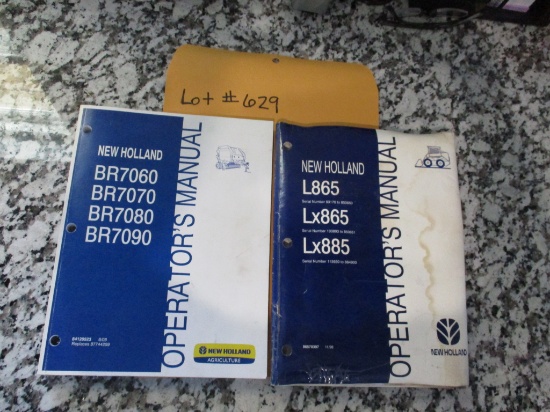 Lot #629
NEW HOLLAND
BR7060
BR7070
BR7080
BR7090
OPERATOR'S MANUAL
NEW HOLLAND
AGRICULTURE
NEW HOLLAND
L865
Lx865
Lx885
OPERATOR'S MANUAL
NEW HOLLAND